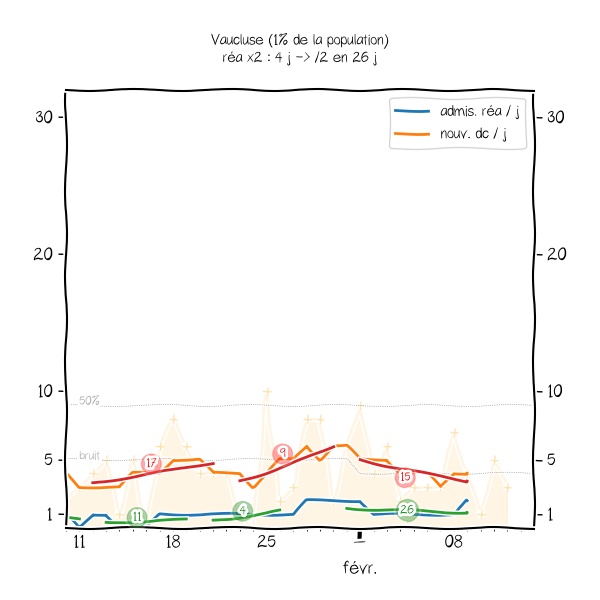 Vaucluse (1% de la population)
réa x2 : 4 j -> /2 en 26 j
admis. réa / j
nouv. dc / j
30 30
20 20
10 10
50%
bruit
5 5
17 9 15
11 4 26
1 1
11 18 25 1 08
févr.